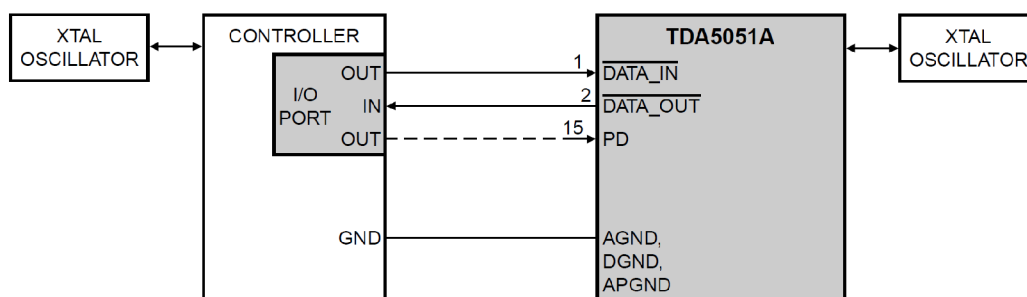 XTAL
OSCILLATOR
CONTROLLER
I/O
PORT
OUT
IN
OUT
GND
1
2
15
TDA5051A
DATA_IN
DATA_OUT
PD
AGND,
DGND,
APGND
XTAL
OSCILLATOR